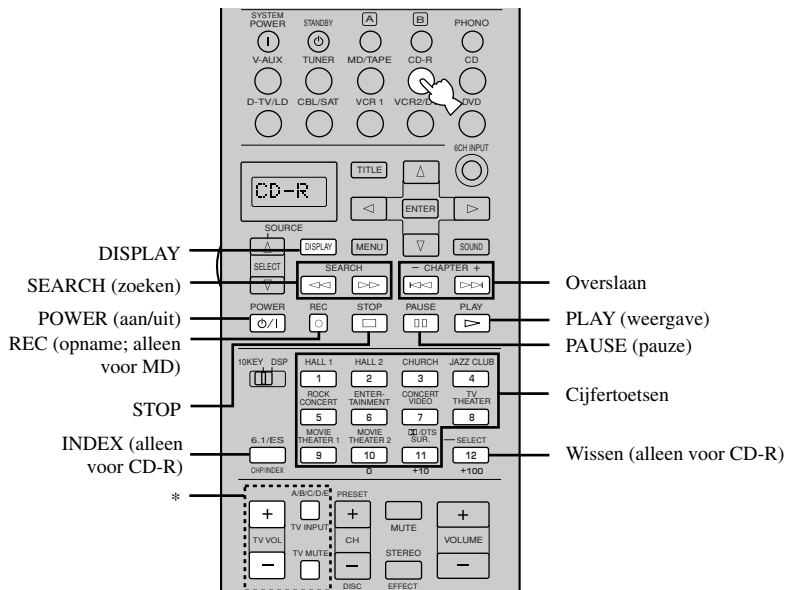 SYSTEM
POWER STANDBY A B PHONO
V-AUX TUNER MD/TAPE CD-R CD
D-TV/LD CBL/SAT VCR 1 VCR2/D DVD
6CH INPUT
TITLE
CD-R
ENTER
SOURCE
DISPLAY
DISPLAY MENU SOUND
SELECT SEARCH – CHAPTER +
SEARCH (zoeken)
Overslaan
POWER REC STOP PAUSE PLAY
POWER (aan/uit)
PLAY (weergave)
REC (opname; alleen
voor MD)
PAUSE (pauze)
10KEY DSP HALL 1 HALL 2 CHURCH JAZZ CLUB
1 2 3 4
Cijfertoetsen
ROCK
CONCERT ENTER-
TAINMENT CONCERT
VIDEO TV
THEATER
STOP
5 6 7 8
INDEX (alleen
voor CD-R)
6.1/ES MOVIE
THEATER 1 MOVIE
THEATER 2 /DTS
SUR. SELECT
9 10 11 12
Wissen (alleen voor CD-R)
CHP/INDEX 0 +10 +100
*
A/B/C/D/E PRESET
+ + +
TV INPUT MUTE
TV VOL CH VOLUME
TV MUTE STEREO
– – –
DISC EFFECT